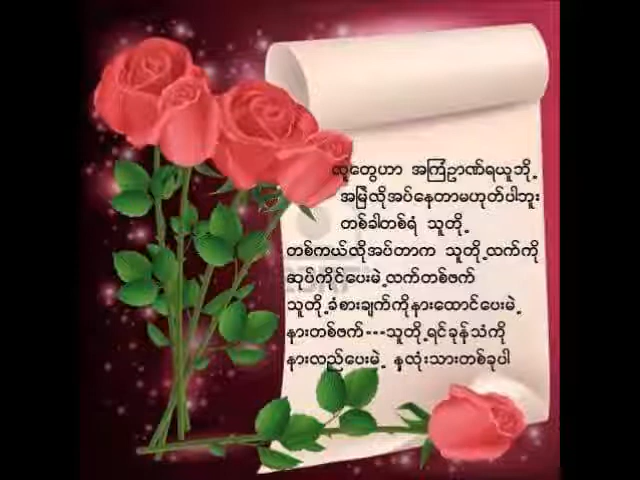 လူတွေဟာ အကြံဉာဏ်ရယူဘို့
အမြဲလိုအပ်နေတာမဟုတ်ပါဘူး
တစ်ခါတစ်ရံ သူတို့
တစ်ကယ်လိုအပ်တာက သူတို့လက်ကို
ဆုပ်ကိုင်ပေးမဲ့လက်တစ်ဖက်
သူတို့ခံစားချက်ကိုနားထောင်ပေးမဲ့
နားတစ်ဖက်---သူတို့ရင်ခုန်သံကို
နားလည်ပေးမဲ့ နှလုံးသားတစ်ခုပါ